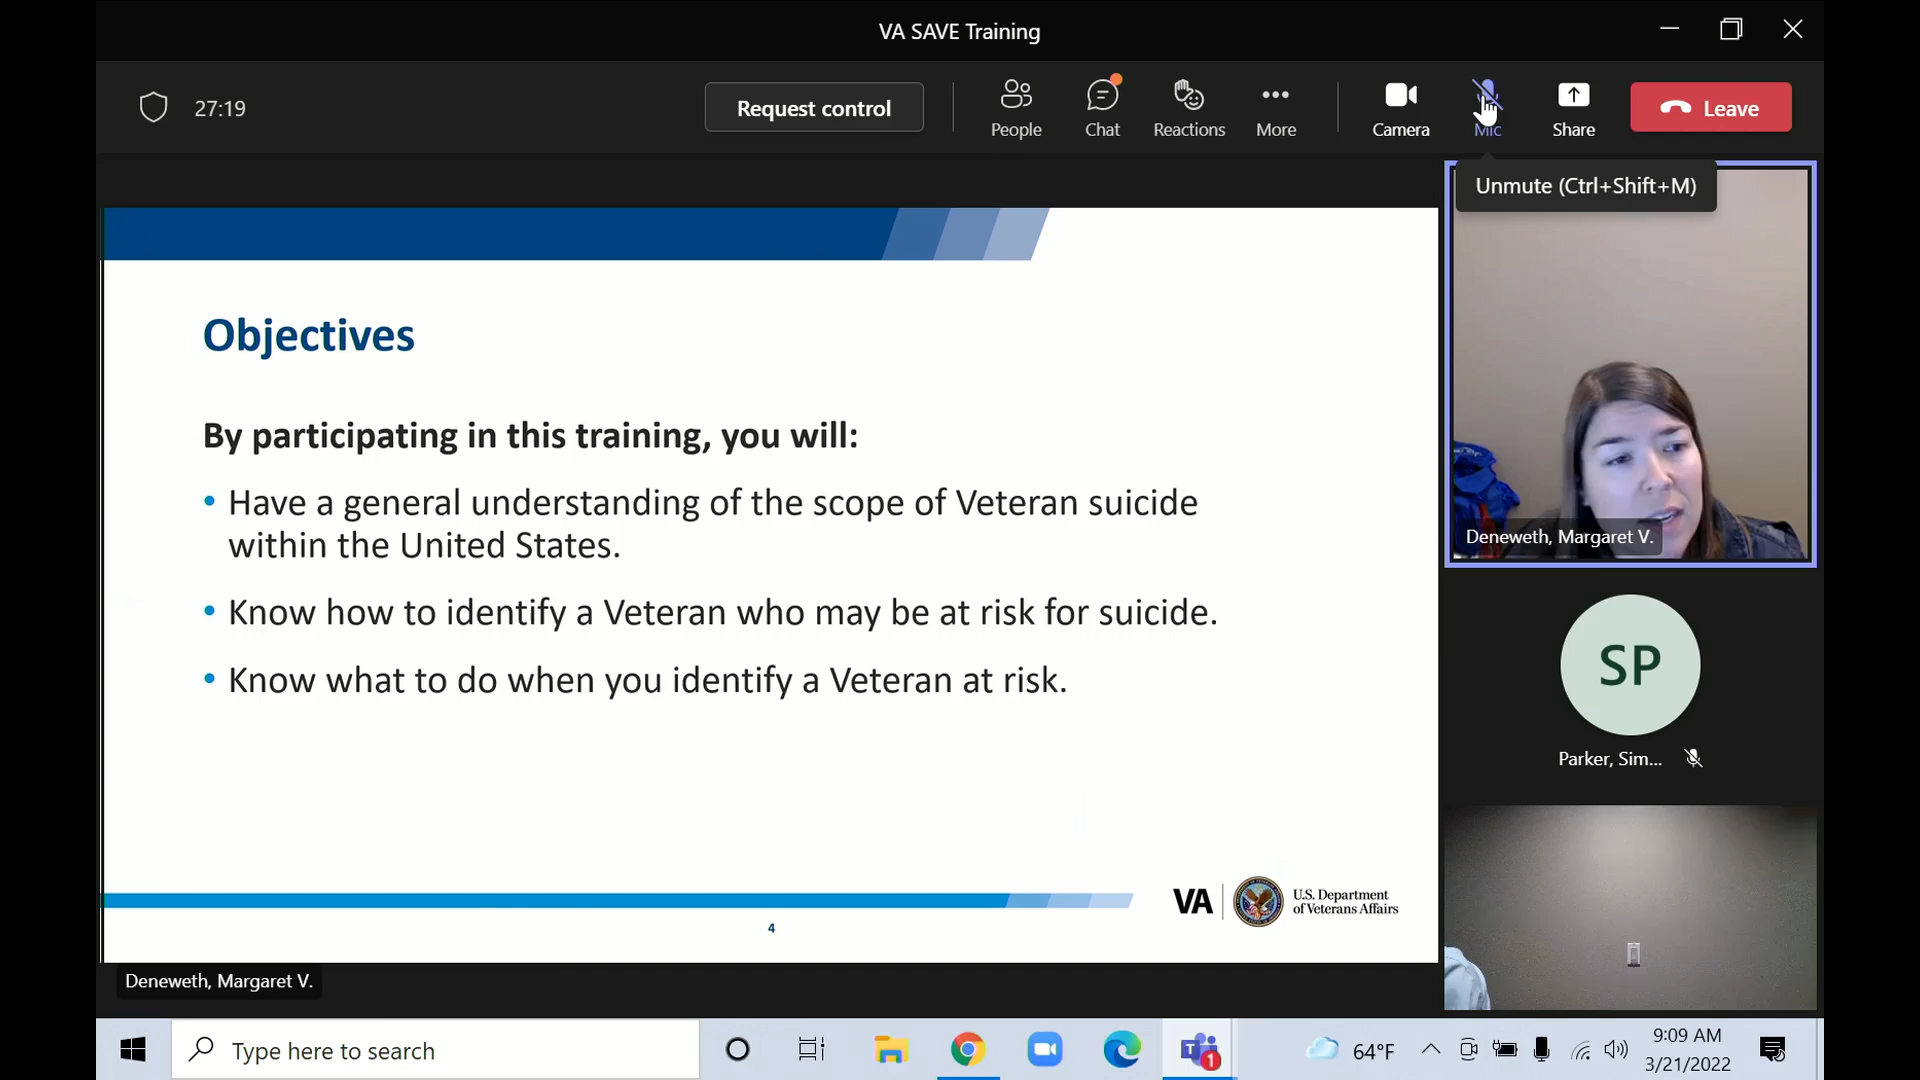 VA SAVE Training
27:19
Request control
People
Chat
Reactions
More
Camera
Mic
Share
Leave
Unmute (Ctrl+Shift+M)
Objectives
By participating in this training, you will:
• Have a general understanding of the scope of Veteran suicide
within the United States.
• Know how to identify a Veteran who may be at risk for suicide.
• Know what to do when you identify a Veteran at risk.
Deneweth, Margaret V.
SP
Parker, Sim...
VA
U.S. Department
of Veterans Affairs
4
Deneweth, Margaret V.
Type here to search
1
64°F
9:09 AM
3/21/2022